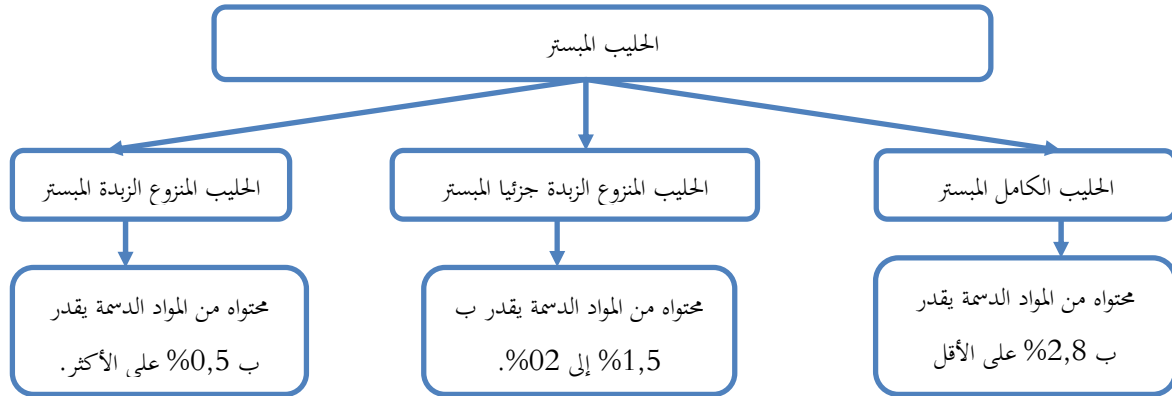 الحليب المبستر
الحليب الكامل المبستر
الحليب المنزوع الزبدة جزئيا المبستر
الحليب المنزوع الزبدة المبستر
محتواه من المواد الدسمة يقدر
ب 2,8% على الأقل
محتواه من المواد الدسمة يقدر ب
1,5% إلى 02%.
محتواه من المواد الدسمة يقدر
ب 0,5% على الأكثر.